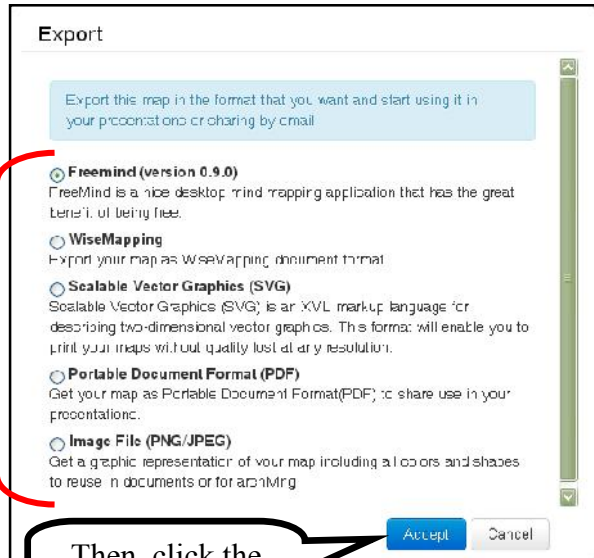 Export
Export this map in the format that you want and start using it in
your presentations or sharing by email
Freemind (version 0.9.0)
FreeMind is a nice desktop mind mapping application that has the great
benefit of being free.
WiseMapping
Export your map as WiseMapping document format
Scalable Vector Graphics (SVG)
Scalable Vector Graphics (SVG) is an XML markup language for
describing two-dimensional vector graphics. This format will enable you to
print your maps without quality lost at any resolution.
Portable Document Format (PDF)
Get your map as Portable Document Format(PDF) to share use in your
presentations.
Image File (PNG/JPEG)
Get a graphic representation of your map including all colors and shapes
to reuse in documents or for archiving
Accept Cancel
Then, click the